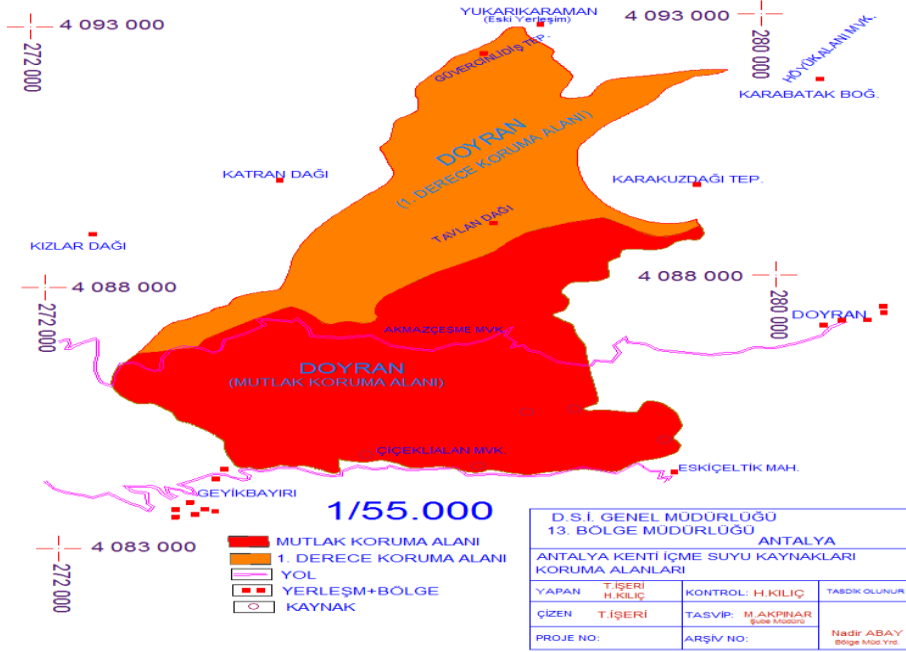 YUKARIKARAMAN
(Eski Yerleşim)
4 093 000
4 093 000
272 000
280 000
HÖYÜKALANI MVK.
GÜVERCİNLİDİŞ TEP.
KARABATAK BOĞ.
DOYRAN
(1. DERECE KORUMA ALANI)
KATRAN DAĞI
KARAKUZDAĞI TEP.
TAVLAN DAĞI
KIZLAR DAĞI
4 088 000
4 088 000
272 000
280 000
DOYRAN
AKMAZÇEŞME MVK.
DOYRAN
(MUTLAK KORUMA ALANI)
ÇİÇEKLİALAN MVK.
ESKİÇELTİK MAH.
GEYİKBAYIRI
1/55.000
4 083 000
272 000
MUTLAK KORUMA ALANI
1. DERECE KORUMA ALANI
YOL
YERLEŞM+BÖLGE
KAYNAK
D.S.İ. GENEL MÜDÜRLÜĞÜ
13. BÖLGE MÜDÜRLÜĞÜ
ANTALYA
ANTALYA KENTİ İÇME SUYU KAYNAKLARI
KORUMA ALANLARI
YAPAN T.İŞERİ H.KILIÇ
KONTROL: H.KILIÇ
TASDİK OLUNUR
ÇİZEN T.İŞERİ
TASVİP: M.AKPINAR
Şube Müdürü
PROJE NO:
ARŞİV NO:
Nadir ABAY
Bölge Müd.Yrd.